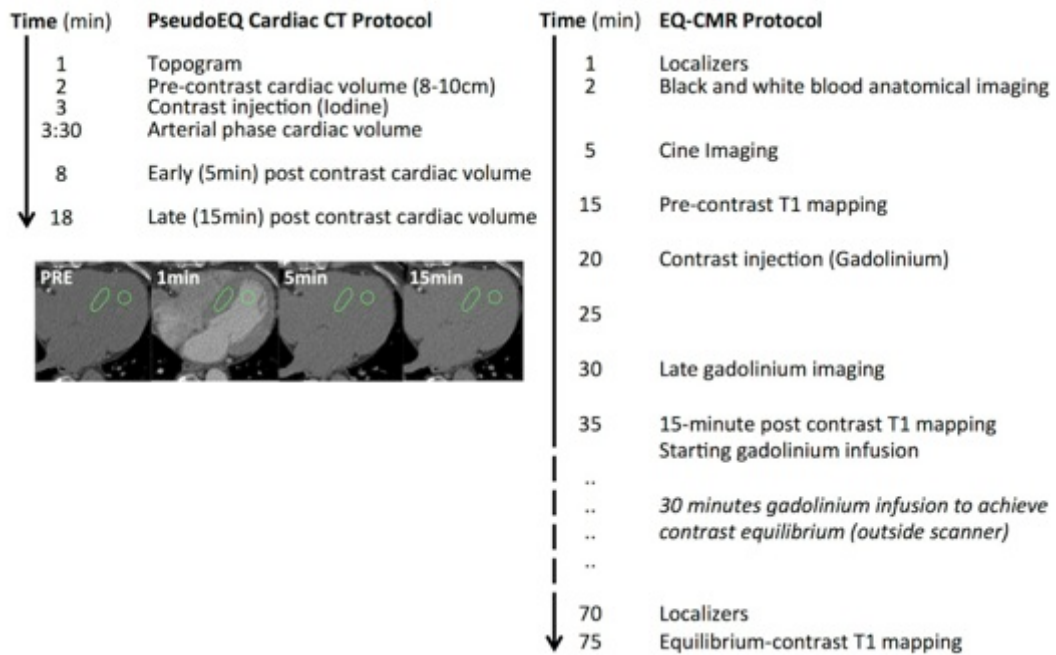 Time (min) PseudoEQ Cardiac CT Protocol
1 Topogram
2 Pre-contrast cardiac volume (8-10cm)
3 Contrast injection (Iodine)
3:30 Arterial phase cardiac volume
8 Early (5min) post contrast cardiac volume
18 Late (15min) post contrast cardiac volume
PRE 1min 5min 15min
Time (min) EQ-CMR Protocol
1 Localizers
2 Black and white blood anatomical imaging
5 Cine Imaging
15 Pre-contrast T1 mapping
20 Contrast injection (Gadolinium)
25
30 Late gadolinium imaging
35 15-minute post contrast T1 mapping
Starting gadolinium infusion
..
.. 30 minutes gadolinium infusion to achieve
.. contrast equilibrium (outside scanner)
..
70 Localizers
75 Equilibrium-contrast T1 mapping